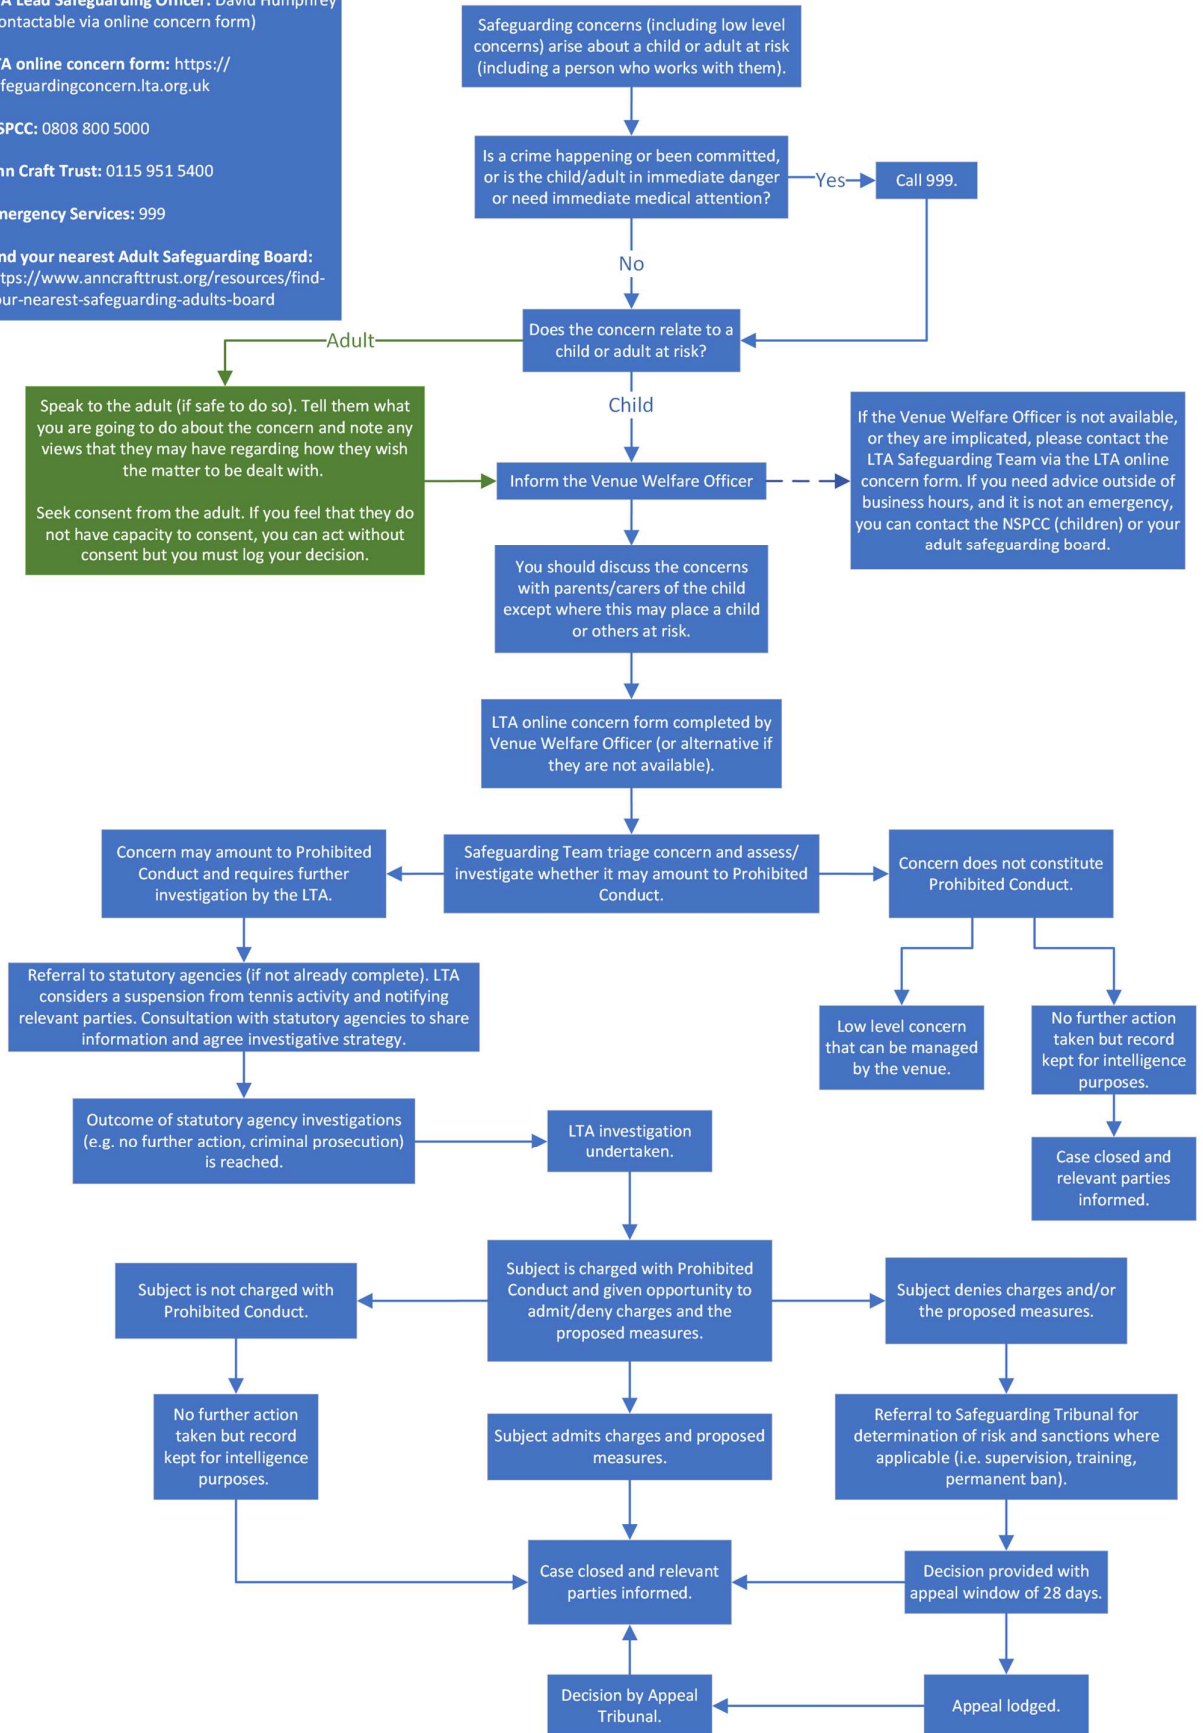 A Lead Safeguarding Officer: David Humphrey
ontactable via online concern form)
TA online concern form: https://
feguardingconcern.lta.org.uk
SPCC: 0808 800 5000
nn Craft Trust: 0115 951 5400
mergency Services: 999
nd your nearest Adult Safeguarding Board:
tps://www.anncrafttrust.org/resources/find-
ur-nearest-safeguarding-adults-board
Safeguarding concerns (including low level
concerns) arise about a child or adult at risk
(including a person who works with them).
Is a crime happening or been committed,
or is the child/adult in immediate danger
or need immediate medical attention?
Yes
Call 999.
No
Does the concern relate to a
child or adult at risk?
Adult
Child
Speak to the adult (if safe to do so). Tell them what
you are going to do about the concern and note any
views that they may have regarding how they wish
the matter to be dealt with.
Seek consent from the adult. If you feel that they do
not have capacity to consent, you can act without
consent but you must log your decision.
Inform the Venue Welfare Officer
If the Venue Welfare Officer is not available,
or they are implicated, please contact the
LTA Safeguarding Team via the LTA online
concern form. If you need advice outside of
business hours, and it is not an emergency,
you can contact the NSPCC (children) or your
adult safeguarding board.
You should discuss the concerns
with parents/carers of the child
except where this may place a child
or others at risk.
LTA online concern form completed by
Venue Welfare Officer (or alternative if
they are not available).
Concern may amount to Prohibited
Conduct and requires further
investigation by the LTA.
Safeguarding Team triage concern and assess/
investigate whether it may amount to Prohibited
Conduct.
Concern does not constitute
Prohibited Conduct.
Referral to statutory agencies (if not already complete). LTA
considers a suspension from tennis activity and notifying
relevant parties. Consultation with statutory agencies to share
information and agree investigative strategy.
Low level concern
that can be managed
by the venue.
No further action
taken but record
kept for intelligence
purposes.
Outcome of statutory agency investigations
(e.g. no further action, criminal prosecution)
is reached.
LTA investigation
undertaken.
Case closed and
relevant parties
informed.
Subject is not charged with
Prohibited Conduct.
Subject is charged with Prohibited
Conduct and given opportunity to
admit/deny charges and the
proposed measures.
Subject denies charges and/or
the proposed measures.
No further action
taken but record
kept for intelligence
purposes.
Subject admits charges and proposed
measures.
Referral to Safeguarding Tribunal for
determination of risk and sanctions where
applicable (i.e. supervision, training,
permanent ban).
Case closed and relevant
parties informed.
Decision provided with
appeal window of 28 days.
Decision by Appeal
Tribunal.
Appeal lodged.